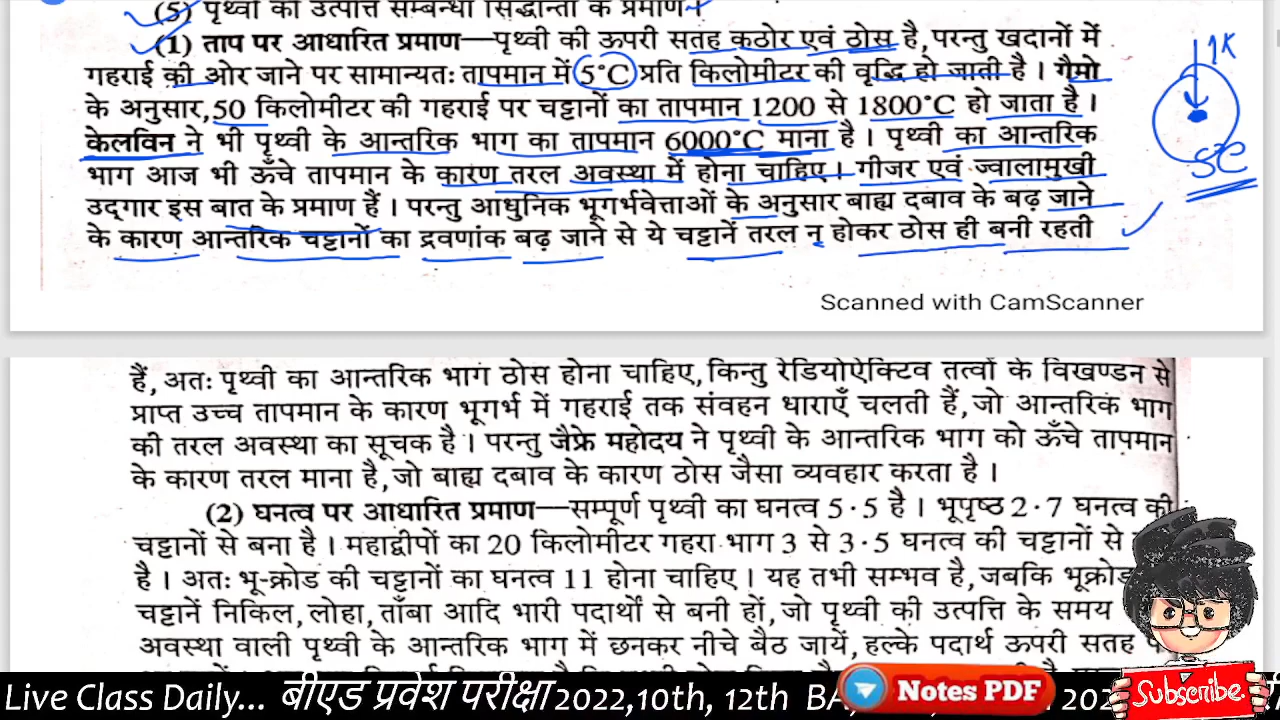 (5) पृथ्वी की उत्पत्ति सम्बन्धी सिद्धान्तों के प्रमाण।
(1) ताप पर आधारित प्रमाण—पृथ्वी की ऊपरी सतह कठोर एवं ठोस है, परन्तु खदानों में
गहराई की ओर जाने पर सामान्यतः तापमान में 5°C प्रति किलोमीटर की वृद्धि हो जाती है। गैमो
के अनुसार, 50 किलोमीटर की गहराई पर चट्टानों का तापमान 1200 से 1800°C हो जाता है।
केलविन ने भी पृथ्वी के आन्तरिक भाग का तापमान 6000°C माना है। पृथ्वी का आन्तरिक
भाग आज भी ऊँचे तापमान के कारण तरल अवस्था में होना चाहिए। गीजर एवं ज्वालामुखी
उद्गार इस बात के प्रमाण हैं। परन्तु आधुनिक भूगर्भवेत्ताओं के अनुसार बाह्य दबाव के बढ़ जाने
के कारण आन्तरिक चट्टानों का द्रवणांक बढ़ जाने से ये चट्टानें तरल न होकर ठोस ही बनी रहती
1K
5°C
Scanned with CamScanner
हैं, अतः पृथ्वी का आन्तरिक भाग ठोस होना चाहिए, किन्तु रेडियोऐक्टिव तत्वों के विखण्डन से
प्राप्त उच्च तापमान के कारण भूगर्भ में गहराई तक संवहन धाराएँ चलती हैं, जो आन्तरिक भाग
की तरल अवस्था का सूचक है। परन्तु जैफ्रे महोदय ने पृथ्वी के आन्तरिक भाग को ऊँचे तापमान
के कारण तरल माना है, जो बाह्य दबाव के कारण ठोस जैसा व्यवहार करता है।
(2) घनत्व पर आधारित प्रमाण—सम्पूर्ण पृथ्वी का घनत्व 5·5 है। भूपृष्ठ 2·7 घनत्व की
चट्टानों से बना है। महाद्वीपों का 20 किलोमीटर गहरा भाग 3 से 3·5 घनत्व की चट्टानों से
है। अतः भू-क्रोड की चट्टानों का घनत्व 11 होना चाहिए। यह तभी सम्भव है, जबकि भूक्रोड
चट्टानें निकिल, लोहा, ताँबा आदि भारी पदार्थों से बनी हों, जो पृथ्वी की उत्पत्ति के समय
अवस्था वाली पृथ्वी के आन्तरिक भाग में छनकर नीचे बैठ जायें, हल्के पदार्थ ऊपरी सतह
Live Class Daily... बीएड प्रवेश परीक्षा 2022,10th, 12th BA,
Notes PDF
Subscribe